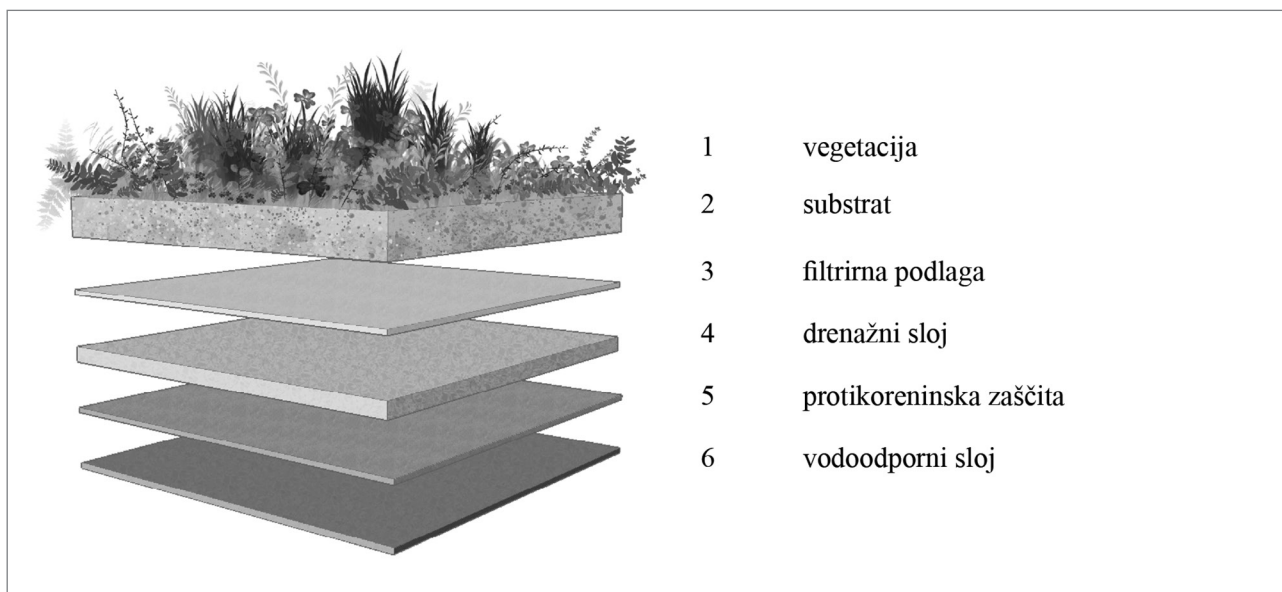 1 vegetacija
2 substrat
3 filtrirna podlaga
4 drenažni sloj
5 protikoreninska zaščita
6 vodoodporni sloj